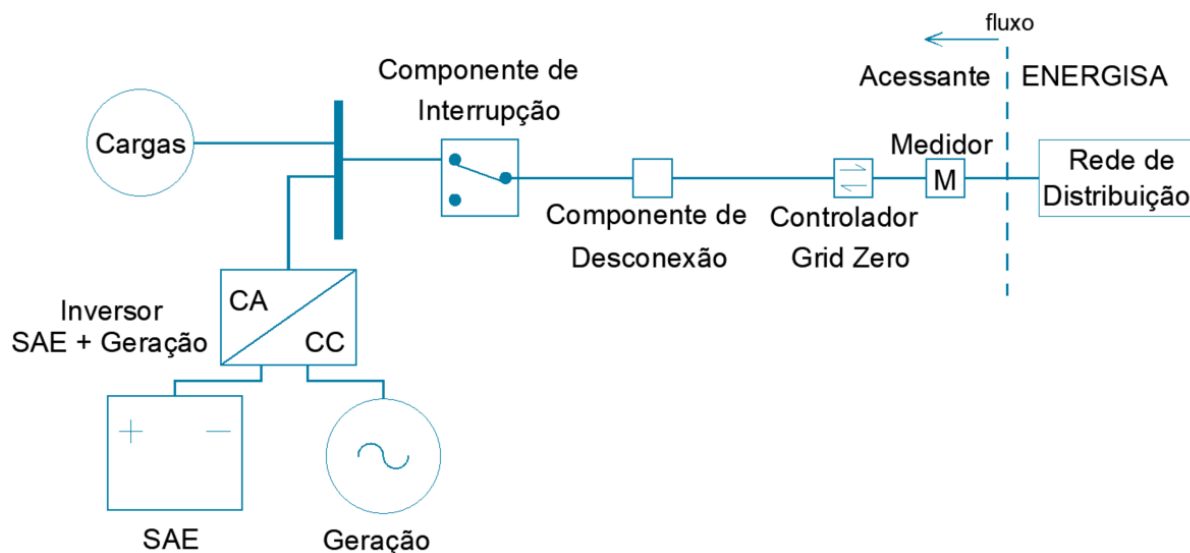 fluxo
Acessante
ENERGISA
Componente de
Interrupção
Cargas
Medidor
M
Rede de
Distribuição
Componente de
Desconexão
Controlador
Grid Zero
Inversor
SAE + Geração
CA
CC
+ −
SAE
Geração